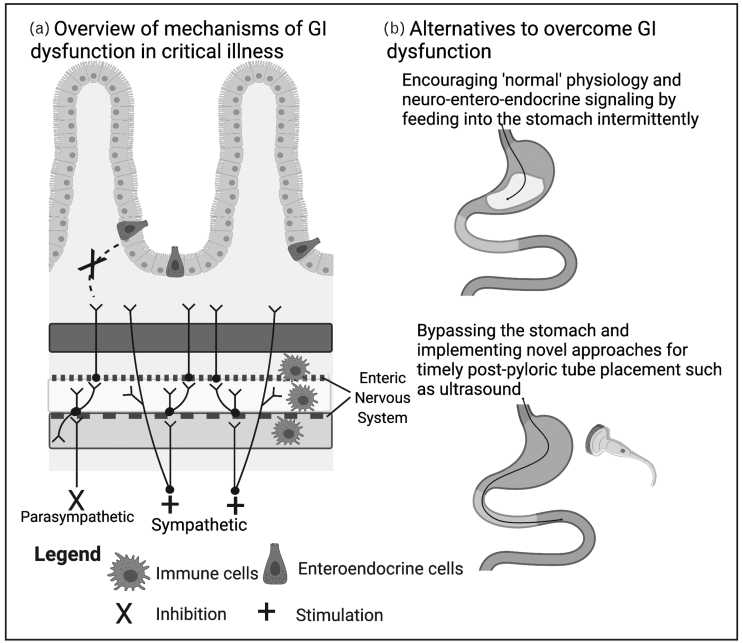 (a) Overview of mechanisms of GI
dysfunction in critical illness
Enteric
Nervous
System
X
+
+
Parasympathetic
Sympathetic
Legend
Immune cells
Enteroendocrine cells
X Inhibition
+ Stimulation
(b) Alternatives to overcome GI
dysfunction
Encouraging 'normal' physiology and
neuro-entero-endocrine signaling by
feeding into the stomach intermittently
Bypassing the stomach and
implementing novel approaches for
timely post-pyloric tube placement such
as ultrasound